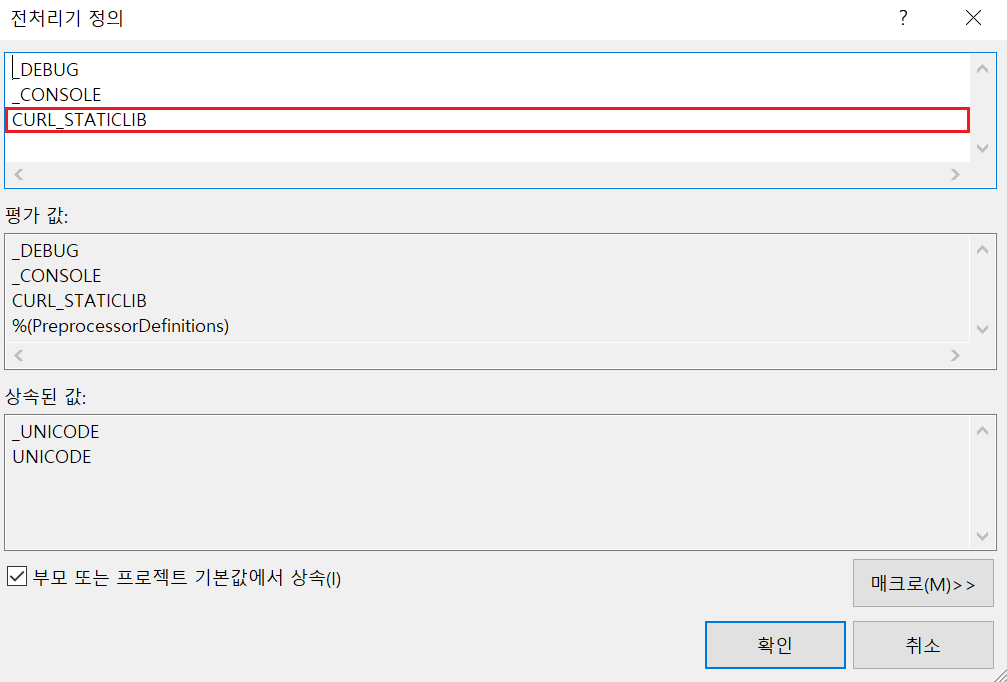 전처리기 정의
?
_DEBUG
_CONSOLE
CURL_STATICLIB
평가 값:
_DEBUG
_CONSOLE
CURL_STATICLIB
%(PreprocessorDefinitions)
상속된 값:
_UNICODE
UNICODE
부모 또는 프로젝트 기본값에서 상속(I)
매크로(M)>>
확인
취소